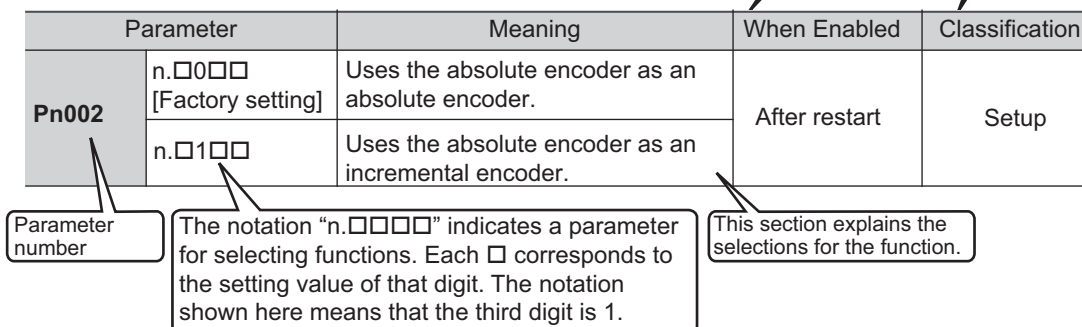 Parameter Meaning When Enabled Classification
Pn002
n.□0□□
[Factory setting]
Uses the absolute encoder as an
absolute encoder.
n.□1□□
Uses the absolute encoder as an
incremental encoder.
After restart
Setup
Parameter
number
The notation “n.□□□□” indicates a parameter
for selecting functions. Each □ corresponds to
the setting value of that digit. The notation
shown here means that the third digit is 1.
This section explains the
selections for the function.